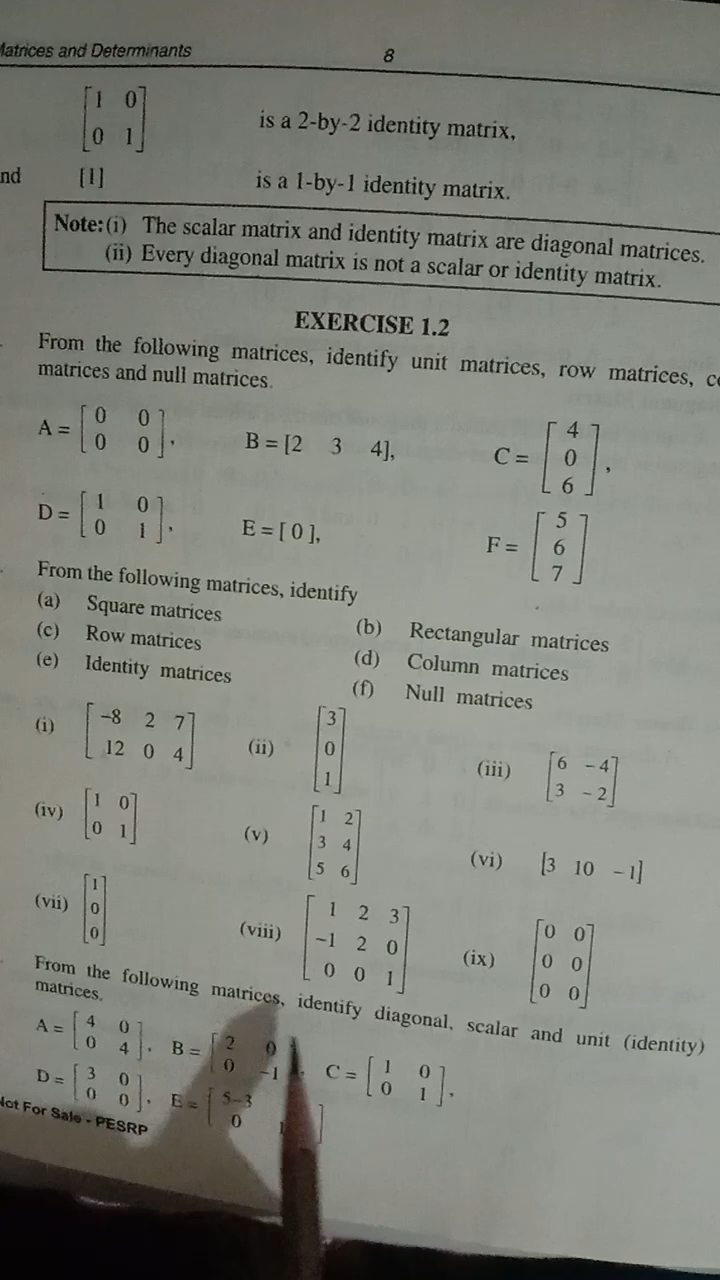 Matrices and Determinants 8
[1 0
0 1] is a 2-by-2 identity matrix,
nd [1] is a 1-by-1 identity matrix.
Note: (i) The scalar matrix and identity matrix are diagonal matrices.
(ii) Every diagonal matrix is not a scalar or identity matrix.
EXERCISE 1.2
From the following matrices, identify unit matrices, row matrices,
matrices and null matrices.
A = [0 0
0 0], B = [2 3 4], C = [4
0
6],
D = [1 0
0 1], E = [0], F = [5
6
7]
From the following matrices, identify
(a) Square matrices (b) Rectangular matrices
(c) Row matrices (d) Column matrices
(e) Identity matrices (f) Null matrices
(i) [-8 2 7
12 0 4] (ii) [3
0
1] (iii) [6 -4
3 -2]
(iv) [1 0
0 1] (v) [1 2
3 4
5 6] (vi) [3 10 -1]
(vii) [1
0
0] (viii) [1 2 3
-1 2 0
0 0 1] (ix) [0 0
0 0
0 0]
From the following matrices, identify diagonal, scalar and unit (identity)
matrices.
A = [4 0
0 4], B = [2 0
0 -1], C = [1 0
0 1],
D = [3 0
0 0], E = [5-3
0 ]
Not For Sale - PESRP